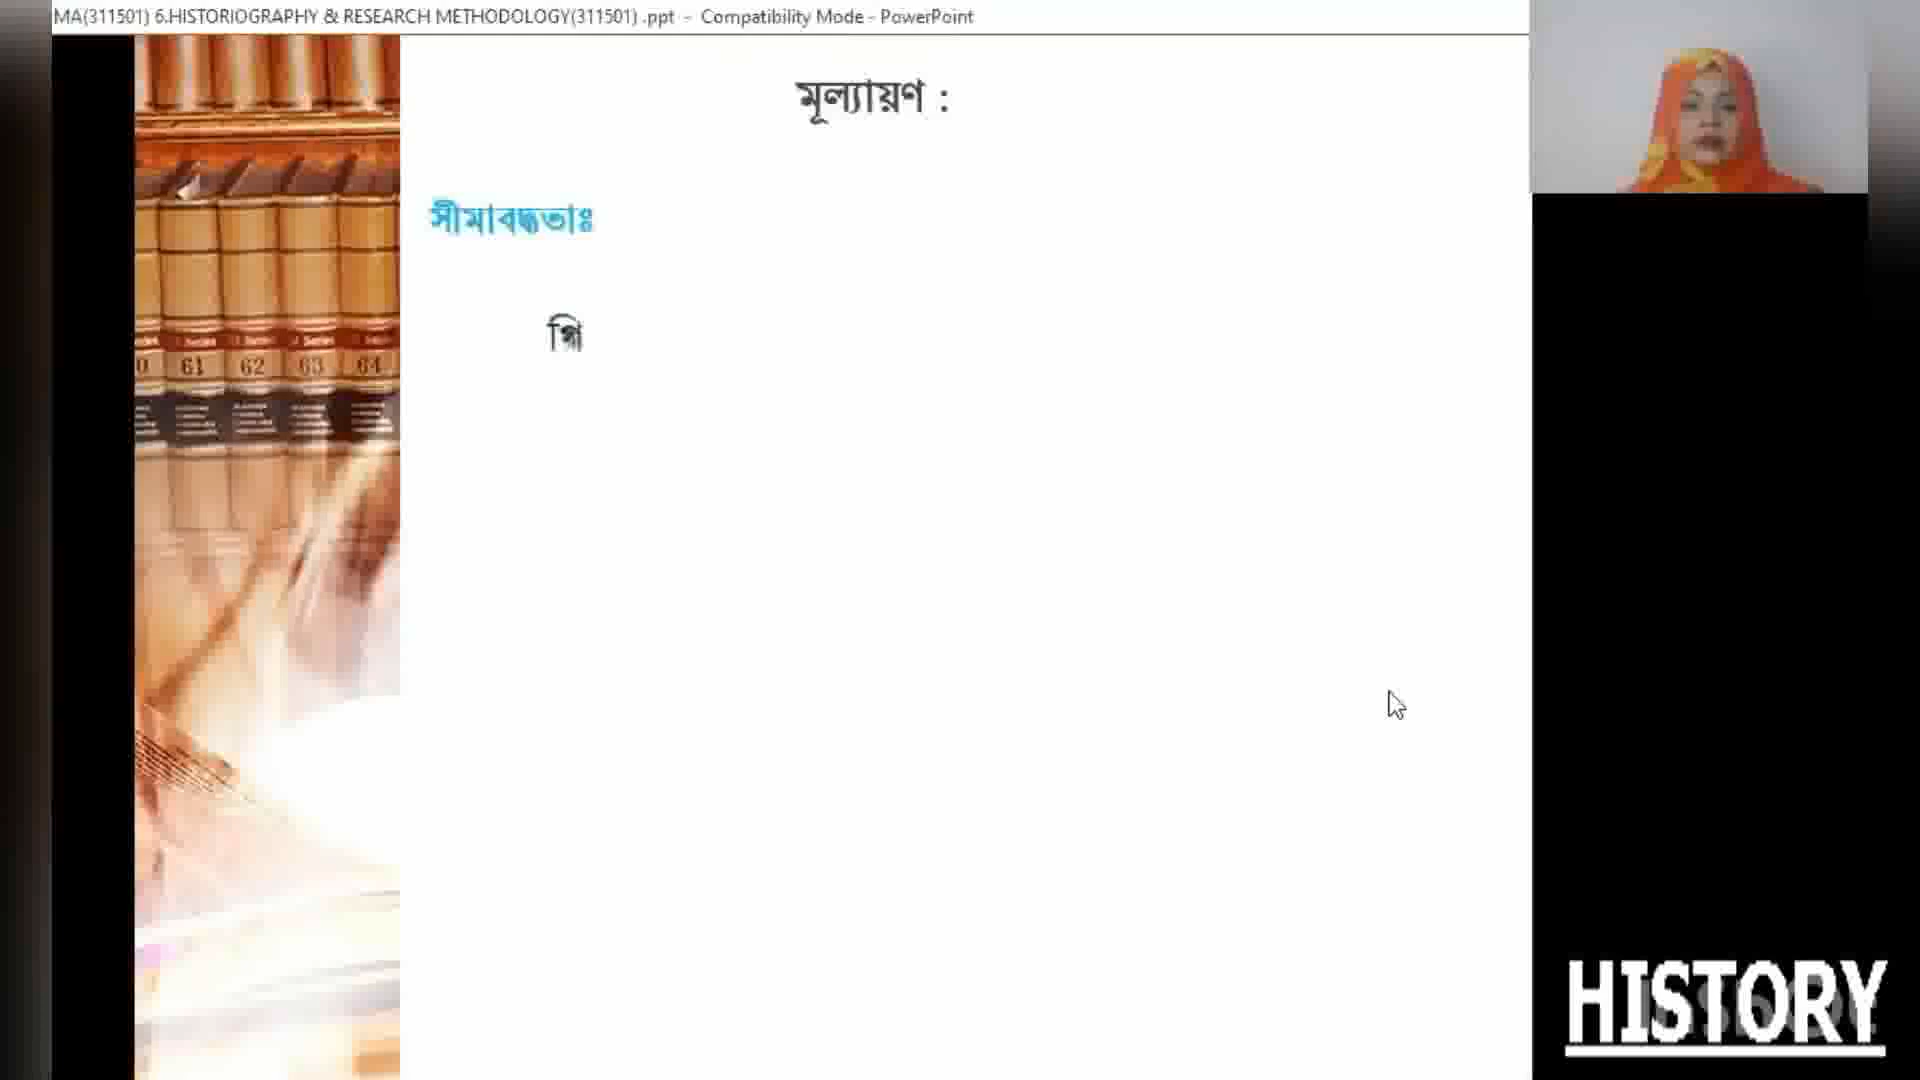 MA(311501) 6.HISTORIOGRAPHY & RESEARCH METHODOLOGY(311501) .ppt - Compatibility Mode - PowerPoint
মূল্যায়ণ :
সীমাবদ্ধতাঃ
61 62 63 64
HISTORY